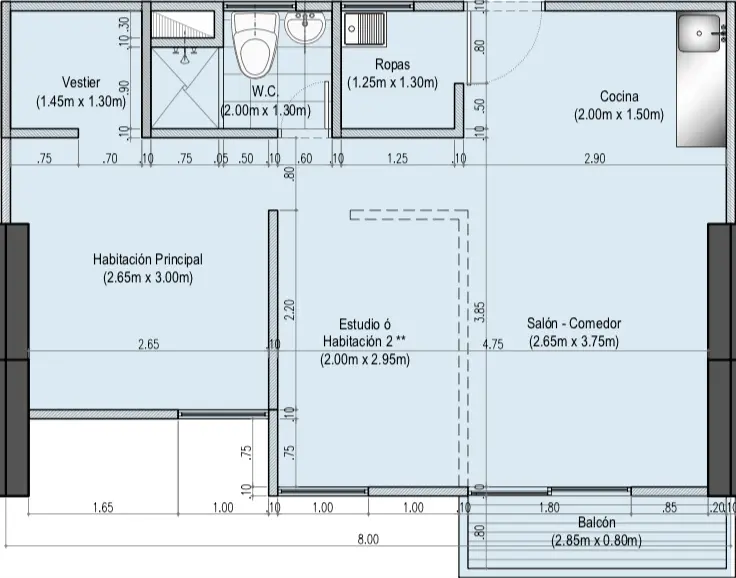 .10
.10
.30
.10
.80
Vestier
(1.45m x 1.30m)
.90
W.C.
(2.00m x 1.30m)
Ropas
(1.25m x 1.30m)
Cocina
(2.00m x 1.50m)
.50
.10
.10
.75
.70
.10
.75
.05
.50
.10
.60
.10
1.25
.10
2.90
.80
Habitación Principal
(2.65m x 3.00m)
2.20
3.85
Estudio ó
Habitación 2 **
(2.00m x 2.95m)
Salón - Comedor
(2.65m x 3.75m)
2.65
.10
4.75
.10
.10
.75
.75
.10
.10
1.65
1.00
.10
1.00
1.00
.10
1.80
.85
.20
.10
.80
Balcón
(2.85m x 0.80m)
8.00